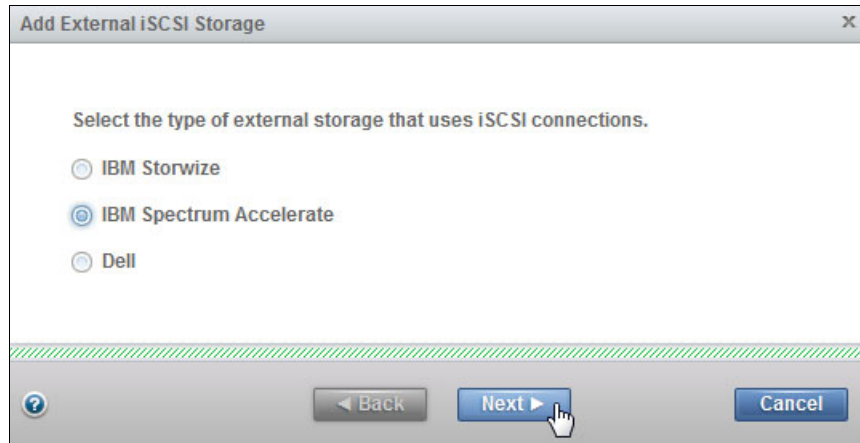 Add External iSCSI Storage
x
Select the type of external storage that uses iSCSI connections.
IBM Storwize
IBM Spectrum Accelerate
Dell
?
◄ Back
Next ►
Cancel